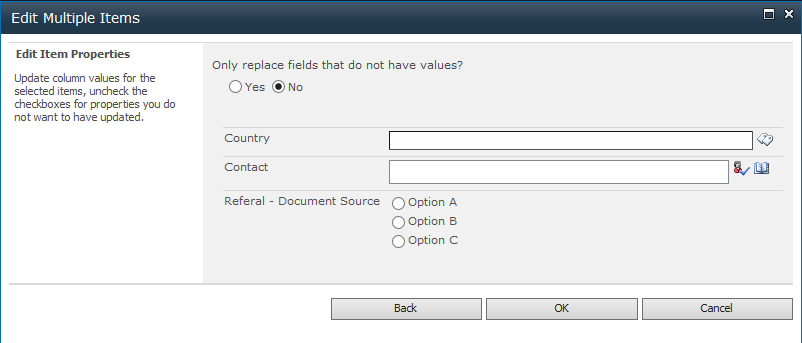 Edit Multiple Items
Edit Item Properties
Update column values for the
selected items, uncheck the
checkboxes for properties you do
not want to have updated.
Only replace fields that do not have values?
Yes No
Country
Contact
Referal - Document Source
Option A
Option B
Option C
Back OK Cancel